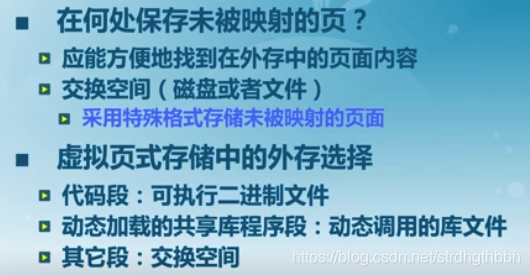 在何处保存未被映射的页？
应能方便地找到在外存中的页面内容
交换空间（磁盘或者文件）
采用特殊格式存储未被映射的页面
虚拟页式存储中的外存选择
代码段：可执行二进制文件
动态加载的共享库程序段：动态调用的库文件
其它段：交换空间
https://blog.csdn.net/strdhgthbbh